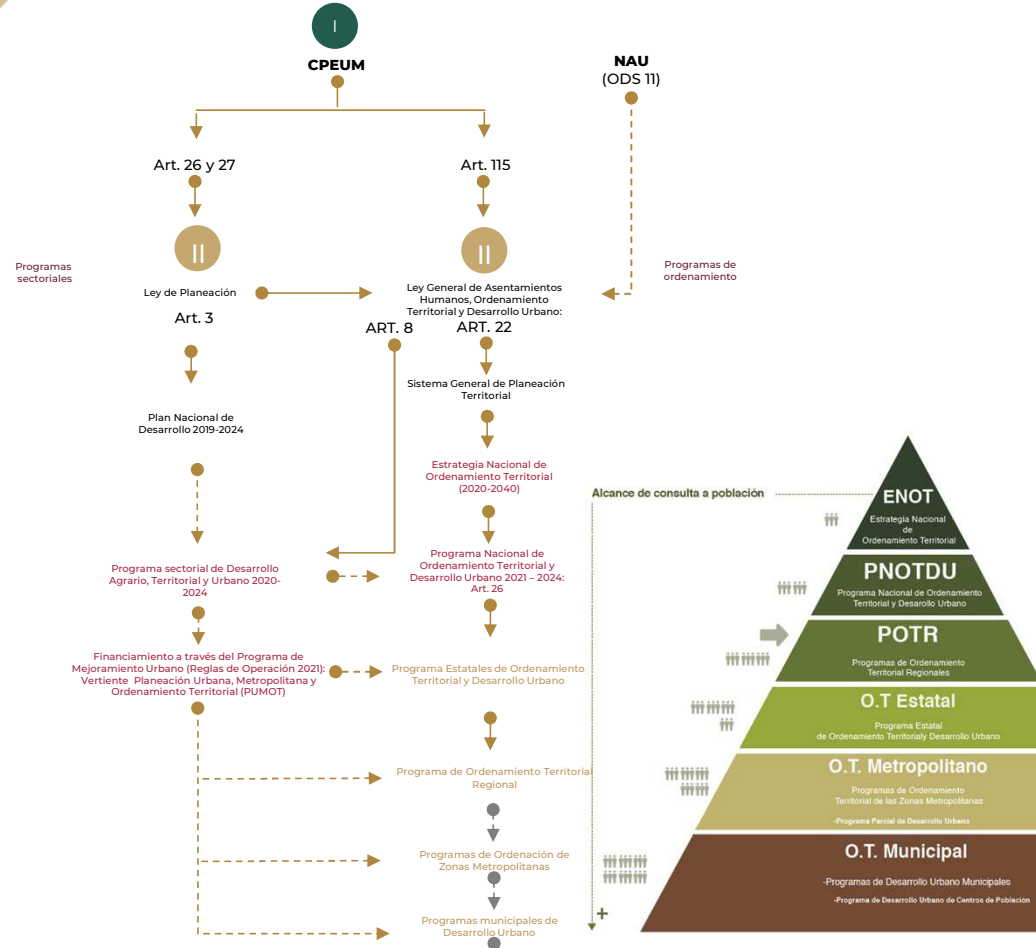 I
CPEUM
NAU
(ODS 11)
Art. 26 y 27
Art. 115
II
II
Programas
sectoriales
Programas de
ordenamiento
Ley de Planeación
Art. 3
Ley General de Asentamientos
Humanos, Ordenamiento
Territorial y Desarrollo Urbano:
ART. 8
ART. 22
Sistema General de Planeación
Territorial
Plan Nacional de
Desarrollo 2019-2024
Estrategia Nacional de
Ordenamiento Territorial
(2020-2040)
Programa sectorial de Desarrollo
Agrario, Territorial y Urbano 2020-
2024
Programa Nacional de
Ordenamiento Territorial y
Desarrollo Urbano 2021 – 2024:
Art. 26
Financiamiento a través del Programa de
Mejoramiento Urbano (Reglas de Operación 2021):
Vertiente Planeación Urbana, Metropolitana y
Ordenamiento Territorial (PUMOT)
Programa Estatales de Ordenamiento
Territorial y Desarrollo Urbano
Programa de Ordenamiento Territorial
Regional
Programas de Ordenación de
Zonas Metropolitanas
Programas municipales de
Desarrollo Urbano
Alcance de consulta a población
+
ENOT
Estrategia Nacional
de
Ordenamiento Territorial
PNOTDU
Programa Nacional de Ordenamiento
Territorial y Desarollo Urbano
POTR
Programas de Ordenamiento
Territorial Regionales
O.T Estatal
Programa Estatal
de Ordenamiento Territorialy Desarrollo Urbano
O.T. Metropolitano
Programas de Ordenamiento
Territorial de las Zonas Metropolitanas
-Programa Parcial de Desarrollo Urbano
O.T. Municipal
-Programas de Desarrollo Urbano Municipales
-Programa de Desarrollo Urbano de Centros de Población